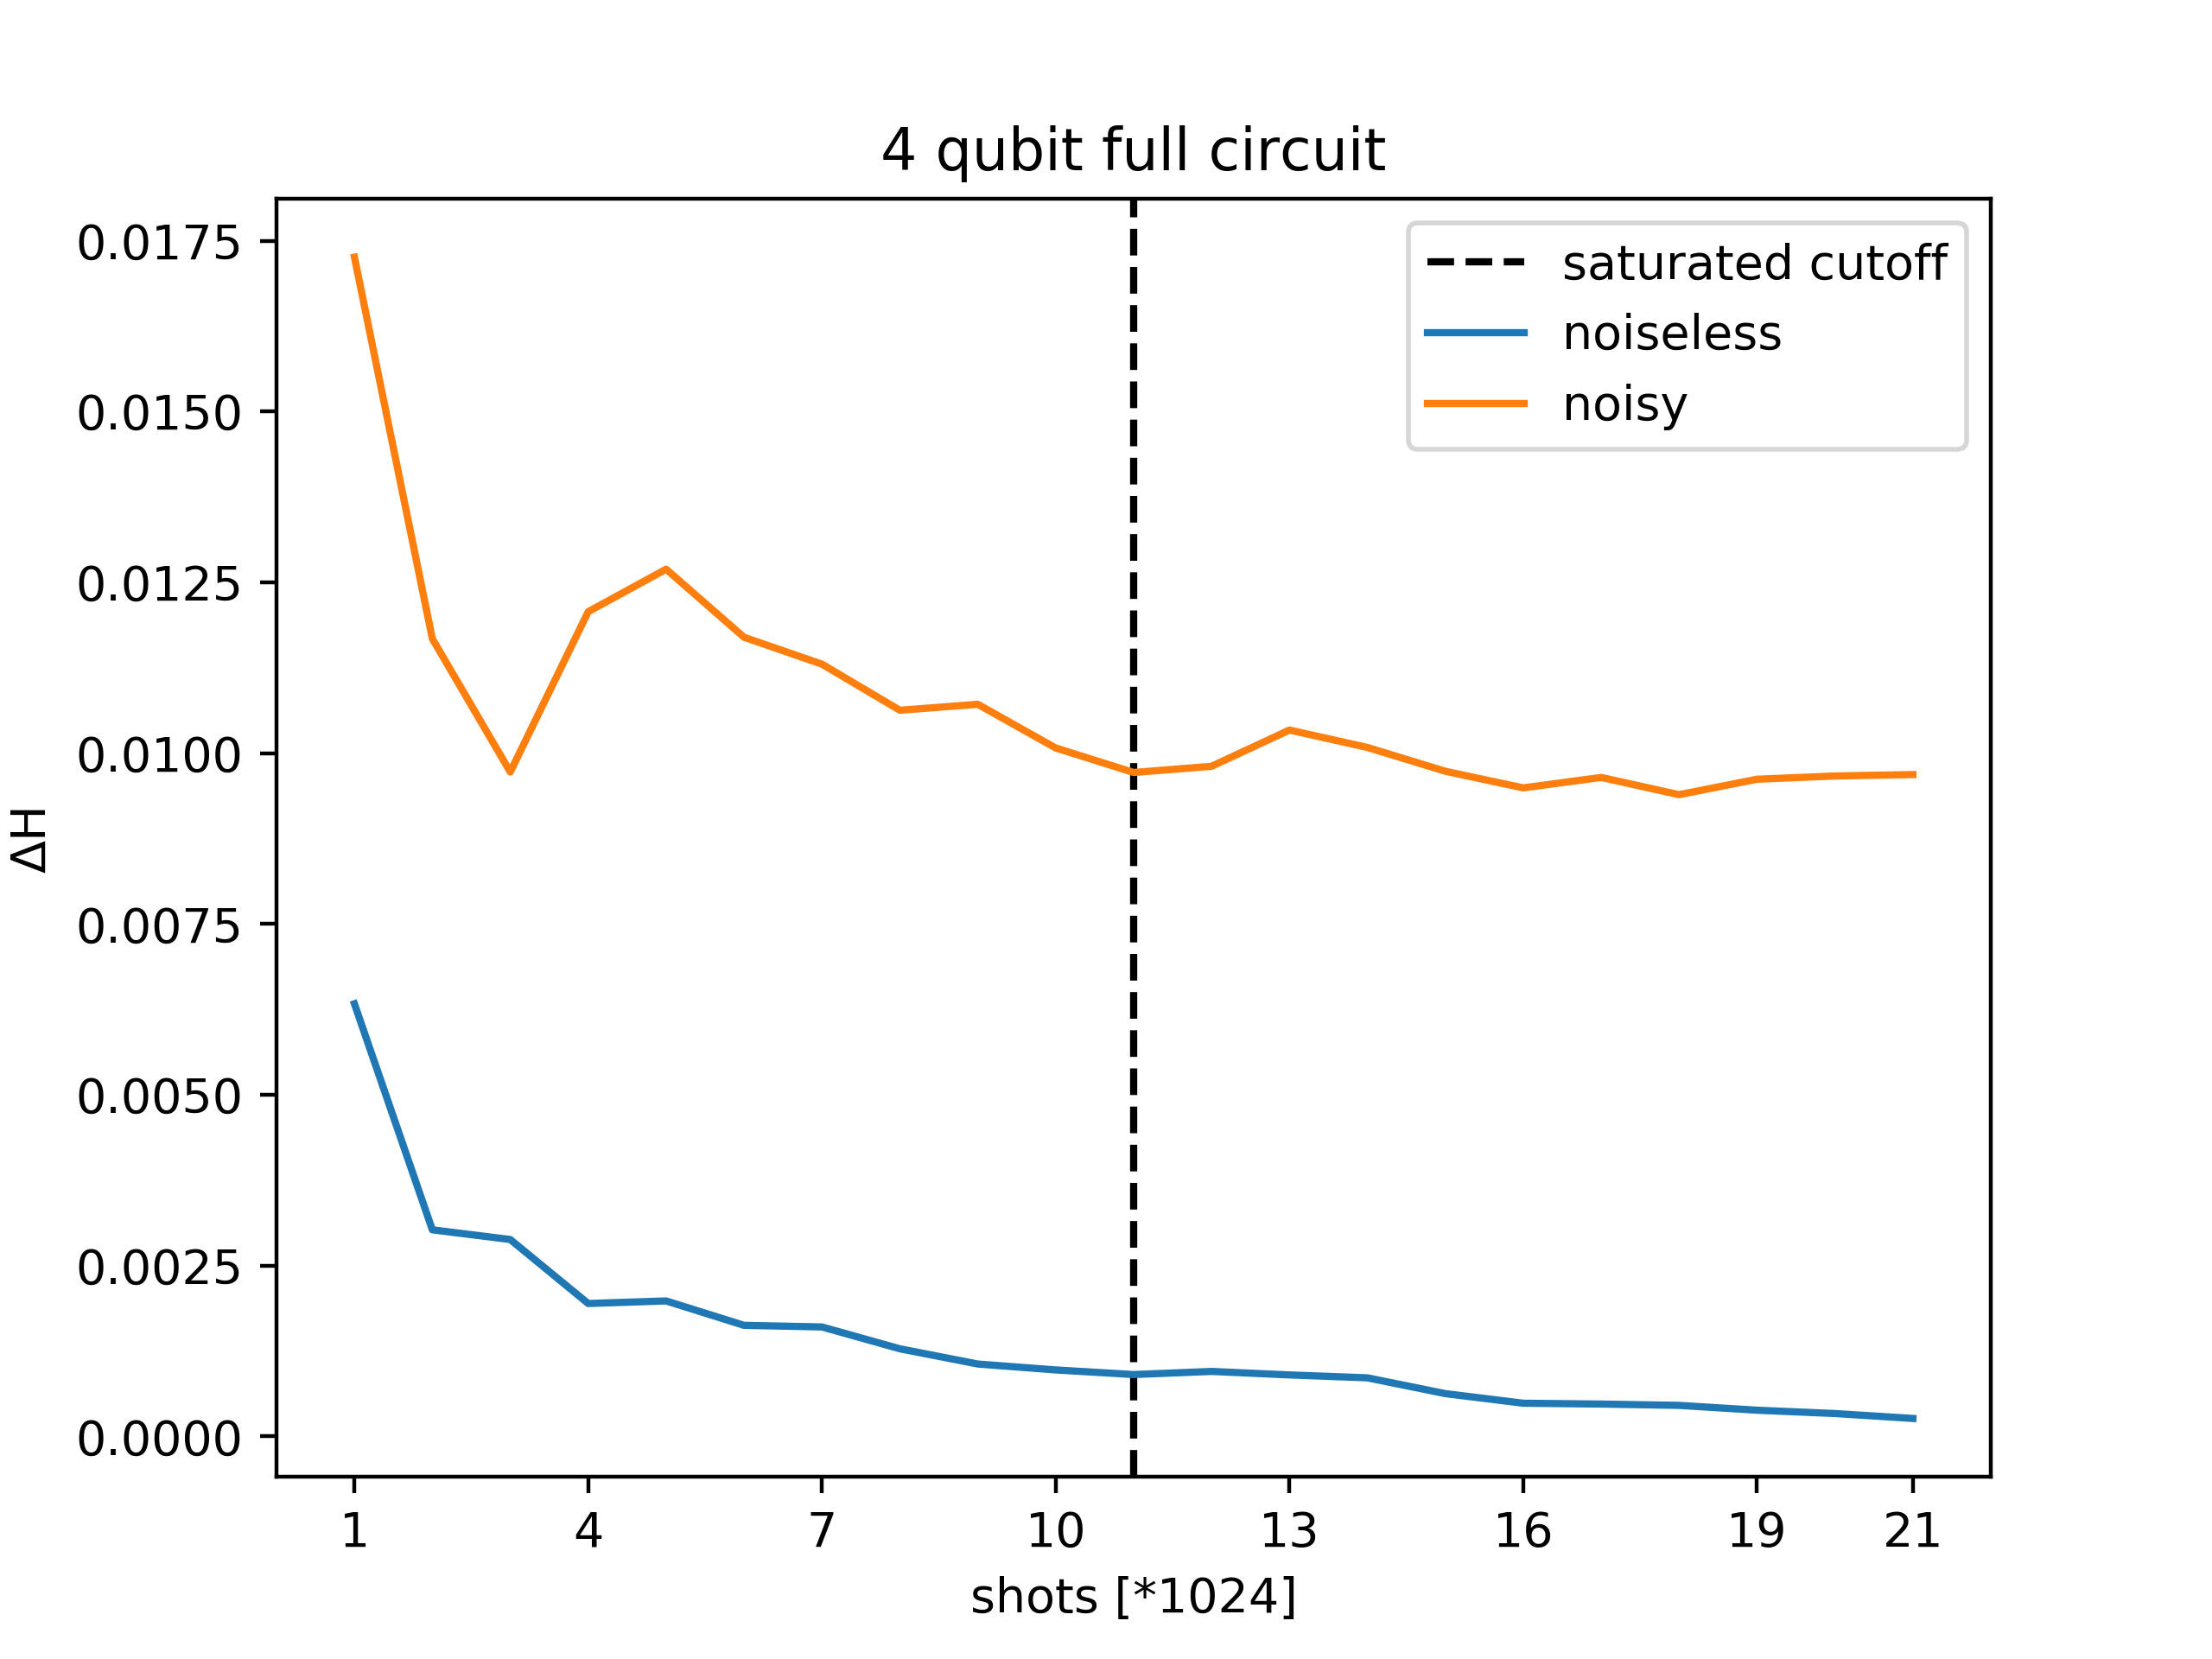 4 qubit full circuit
saturated cutoff
noiseless
noisy
0.0175
0.0150
0.0125
0.0100
0.0075
0.0050
0.0025
0.0000
ΔH
1 4 7 10 13 16 19 21
shots [*1024]